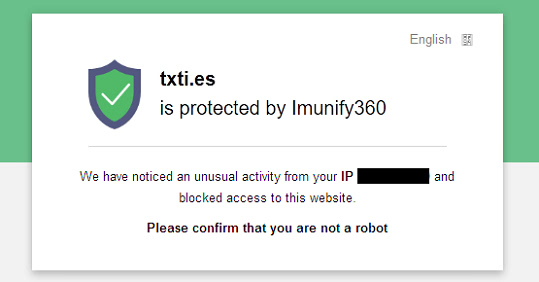 English
txti.es
is protected by Imunify360
We have noticed an unusual activity from your IP and
blocked access to this website.
Please confirm that you are not a robot